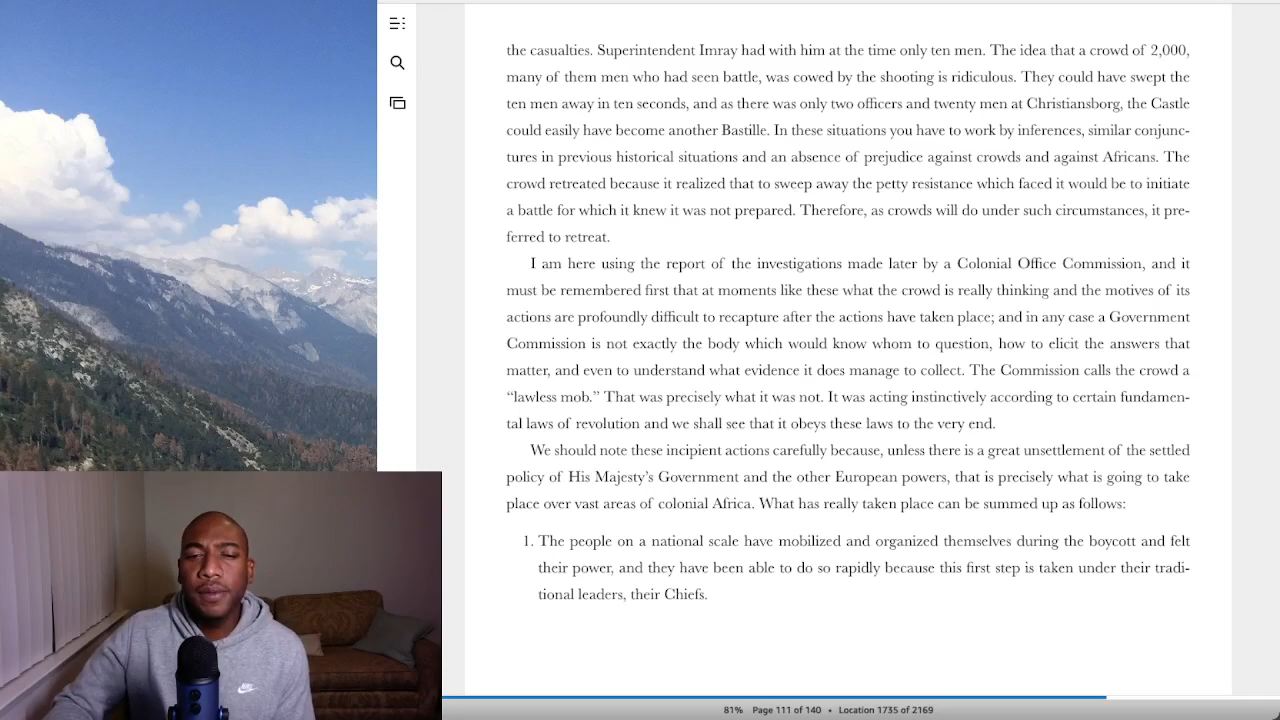 the casualties. Superintendent Imray had with him at the time only ten men. The idea that a crowd of 2,000,
many of them men who had seen battle, was cowed by the shooting is ridiculous. They could have swept the
ten men away in ten seconds, and as there was only two officers and twenty men at Christiansborg, the Castle
could easily have become another Bastille. In these situations you have to work by inferences, similar conjunc-
tures in previous historical situations and an absence of prejudice against crowds and against Africans. The
crowd retreated because it realized that to sweep away the petty resistance which faced it would be to initiate
a battle for which it knew it was not prepared. Therefore, as crowds will do under such circumstances, it pre-
ferred to retreat.
I am here using the report of the investigations made later by a Colonial Office Commission, and it
must be remembered first that at moments like these what the crowd is really thinking and the motives of its
actions are profoundly difficult to recapture after the actions have taken place; and in any case a Government
Commission is not exactly the body which would know whom to question, how to elicit the answers that
matter, and even to understand what evidence it does manage to collect. The Commission calls the crowd a
“lawless mob.” That was precisely what it was not. It was acting instinctively according to certain fundamen-
tal laws of revolution and we shall see that it obeys these laws to the very end.
We should note these incipient actions carefully because, unless there is a great unsettlement of the settled
policy of His Majesty’s Government and the other European powers, that is precisely what is going to take
place over vast areas of colonial Africa. What has really taken place can be summed up as follows:
1. The people on a national scale have mobilized and organized themselves during the boycott and felt
their power, and they have been able to do so rapidly because this first step is taken under their tradi-
tional leaders, their Chiefs.
81% Page 111 of 140 • Location 1735 of 2169